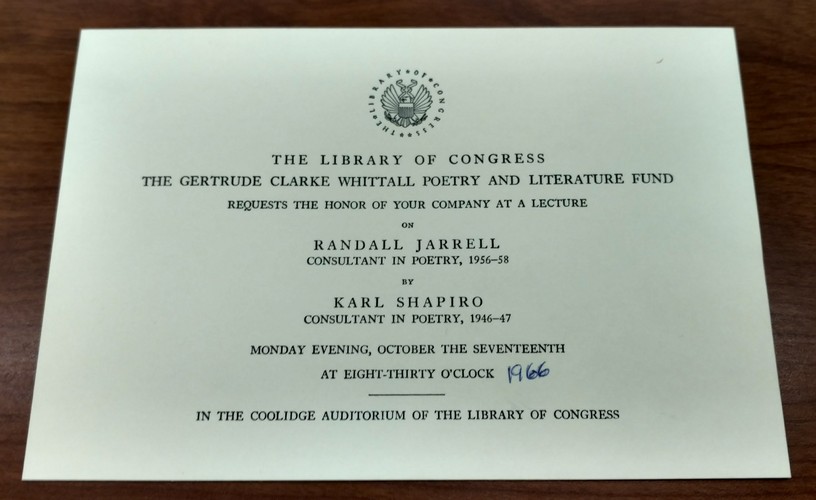 THE LIBRARY OF CONGRESS
THE LIBRARY OF CONGRESS
THE GERTRUDE CLARKE WHITTALL POETRY AND LITERATURE FUND
REQUESTS THE HONOR OF YOUR COMPANY AT A LECTURE
ON
RANDALL JARRELL
CONSULTANT IN POETRY, 1956–58
BY
KARL SHAPIRO
CONSULTANT IN POETRY, 1946–47
MONDAY EVENING, OCTOBER THE SEVENTEENTH
AT EIGHT-THIRTY O'CLOCK 1966
IN THE COOLIDGE AUDITORIUM OF THE LIBRARY OF CONGRESS